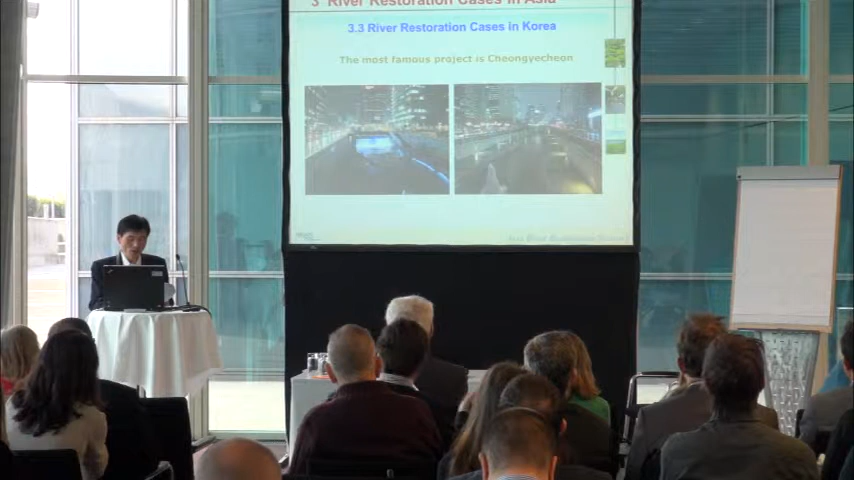 3 River Restoration Cases in Asia
3.3 River Restoration Cases in Korea
The most famous project is Cheongyecheon